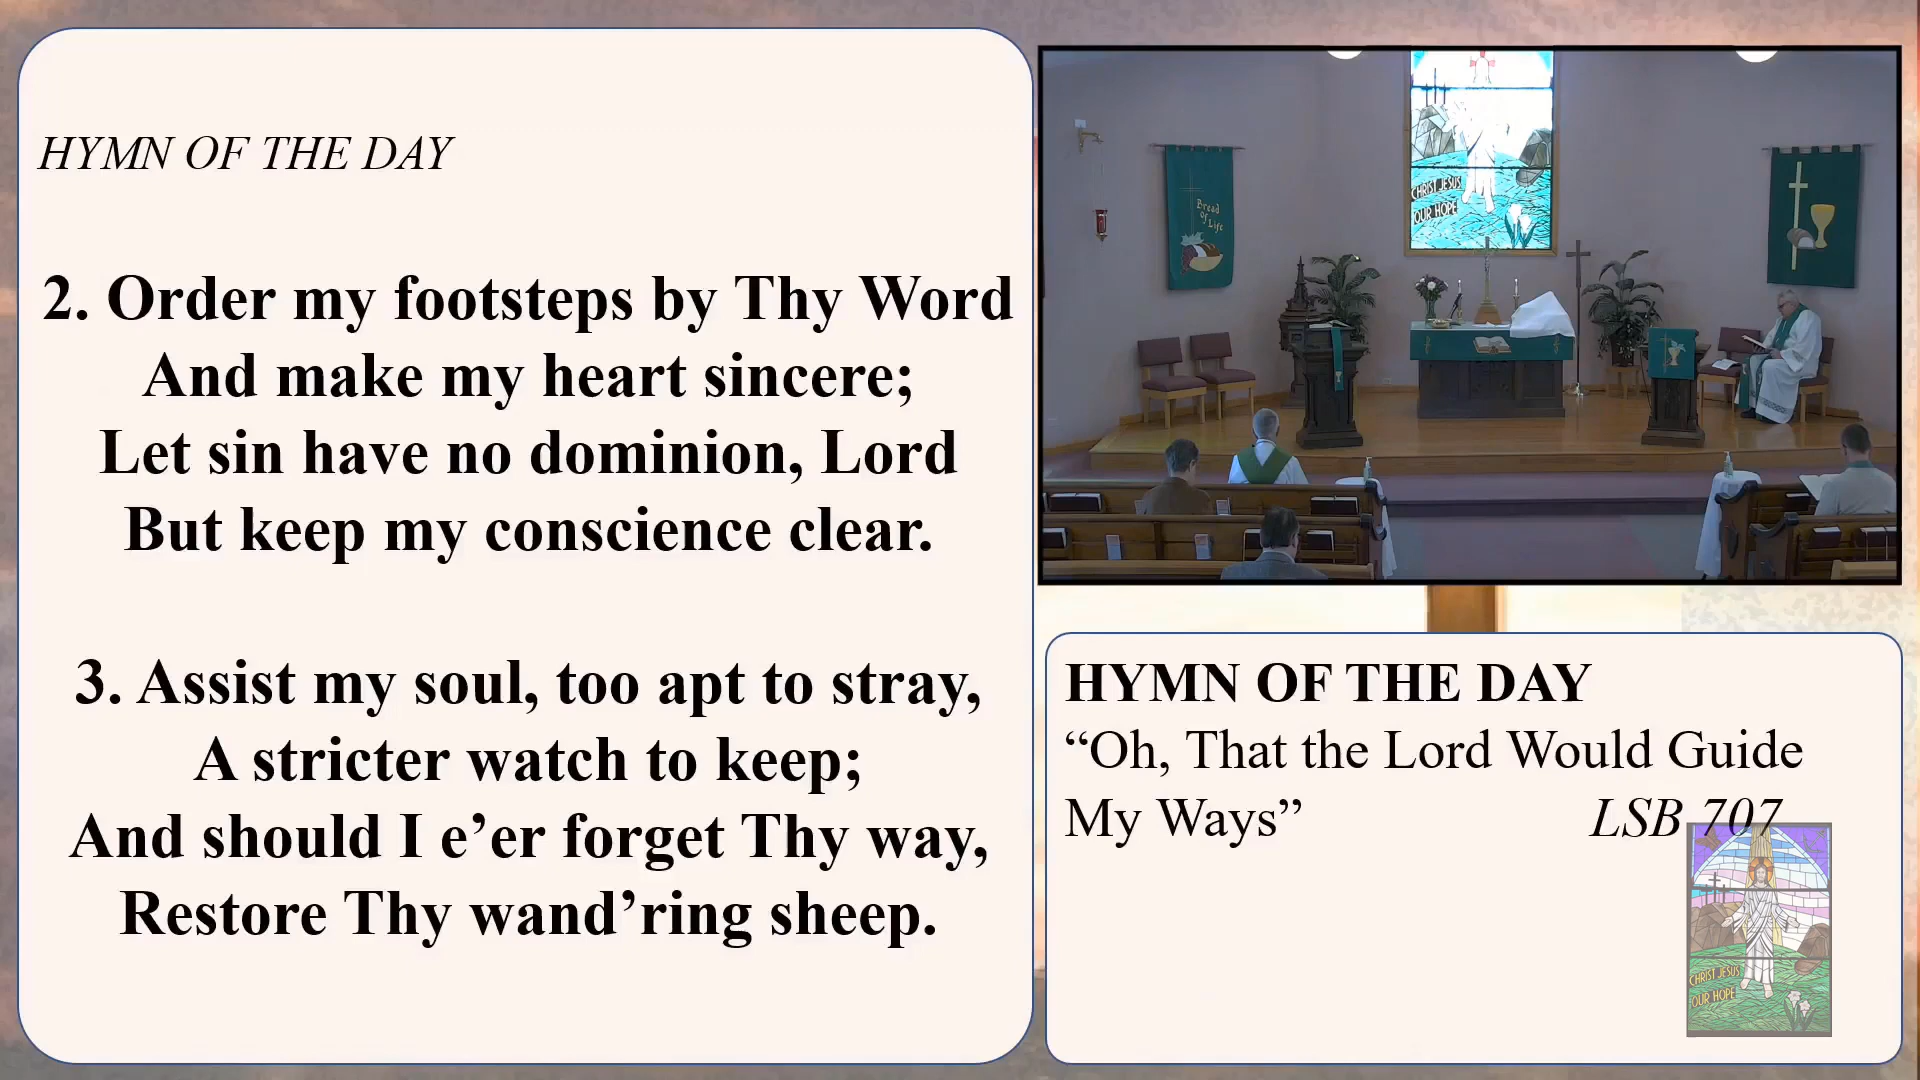 HYMN OF THE DAY
2. Order my footsteps by Thy Word
And make my heart sincere;
Let sin have no dominion, Lord
But keep my conscience clear.
3. Assist my soul, too apt to stray,
A stricter watch to keep;
And should I e’er forget Thy way,
Restore Thy wand’ring sheep.
CHRIST JESUS
OUR HOPE
Bread
of Life
HYMN OF THE DAY
“Oh, That the Lord Would Guide
My Ways” LSB 707
CHRIST JESUS
OUR HOPE